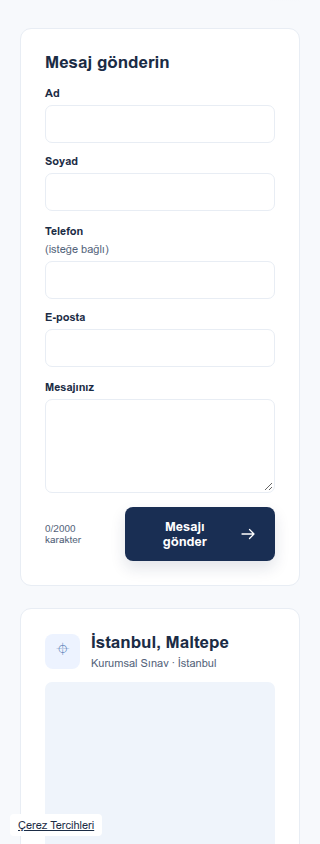 Mesaj gönderin
Ad
Soyad
Telefon
(isteğe bağlı)
E-posta
Mesajınız
0/2000
karakter
Mesajı
gönder
İstanbul, Maltepe
Kurumsal Sınav · İstanbul
Çerez Tercihleri